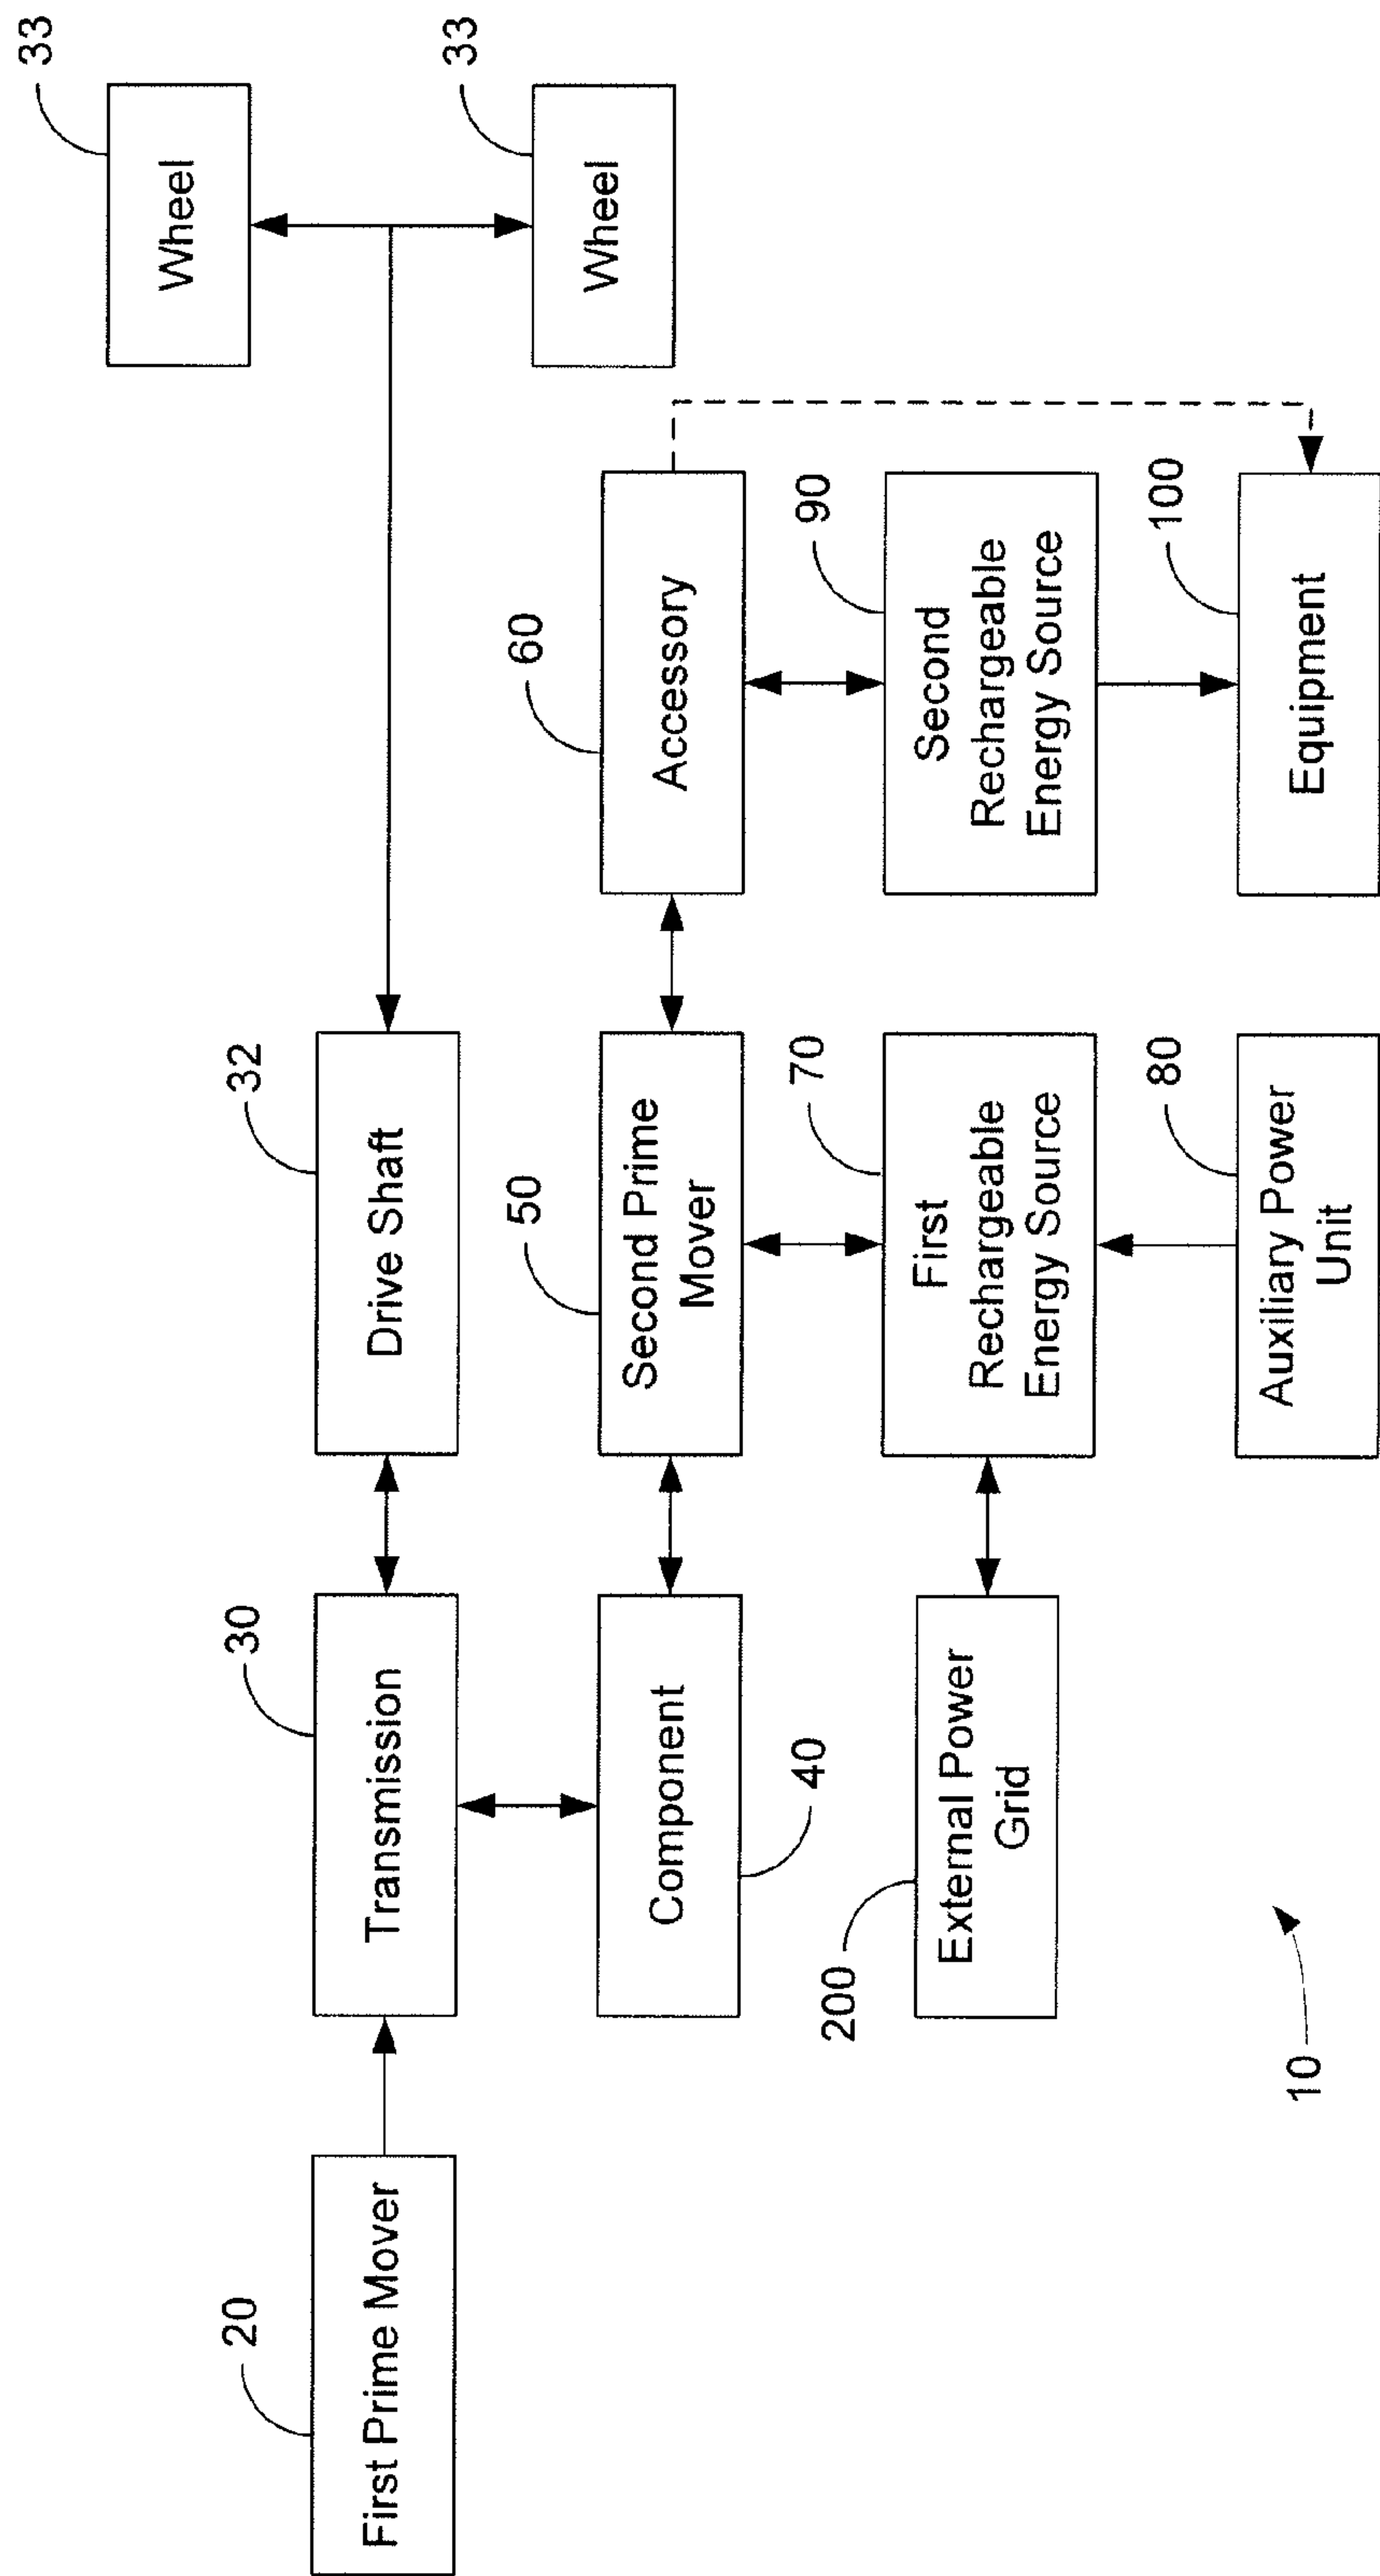 33
Wheel
33
Wheel
20
First Prime Mover
30
Transmission
32
Drive Shaft
Component
40
50
Second Prime
Mover
60
Accessory
200
External Power
Grid
70
First
Rechargeable
Energy Source
90
Second
Rechargeable
Energy Source
10
80
Auxiliary Power
Unit
100
Equipment